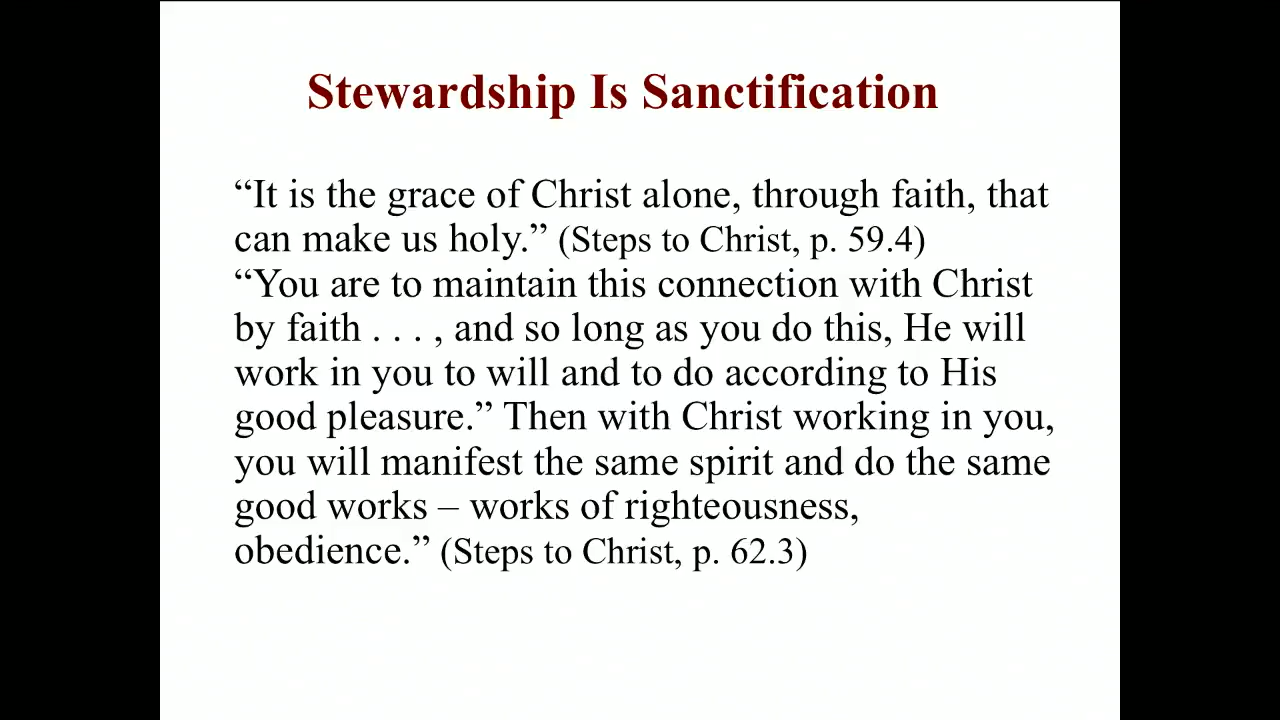 Stewardship Is Sanctification
“It is the grace of Christ alone, through faith, that
can make us holy.” (Steps to Christ, p. 59.4)
“You are to maintain this connection with Christ
by faith . . . , and so long as you do this, He will
work in you to will and to do according to His
good pleasure.” Then with Christ working in you,
you will manifest the same spirit and do the same
good works – works of righteousness,
obedience.” (Steps to Christ, p. 62.3)